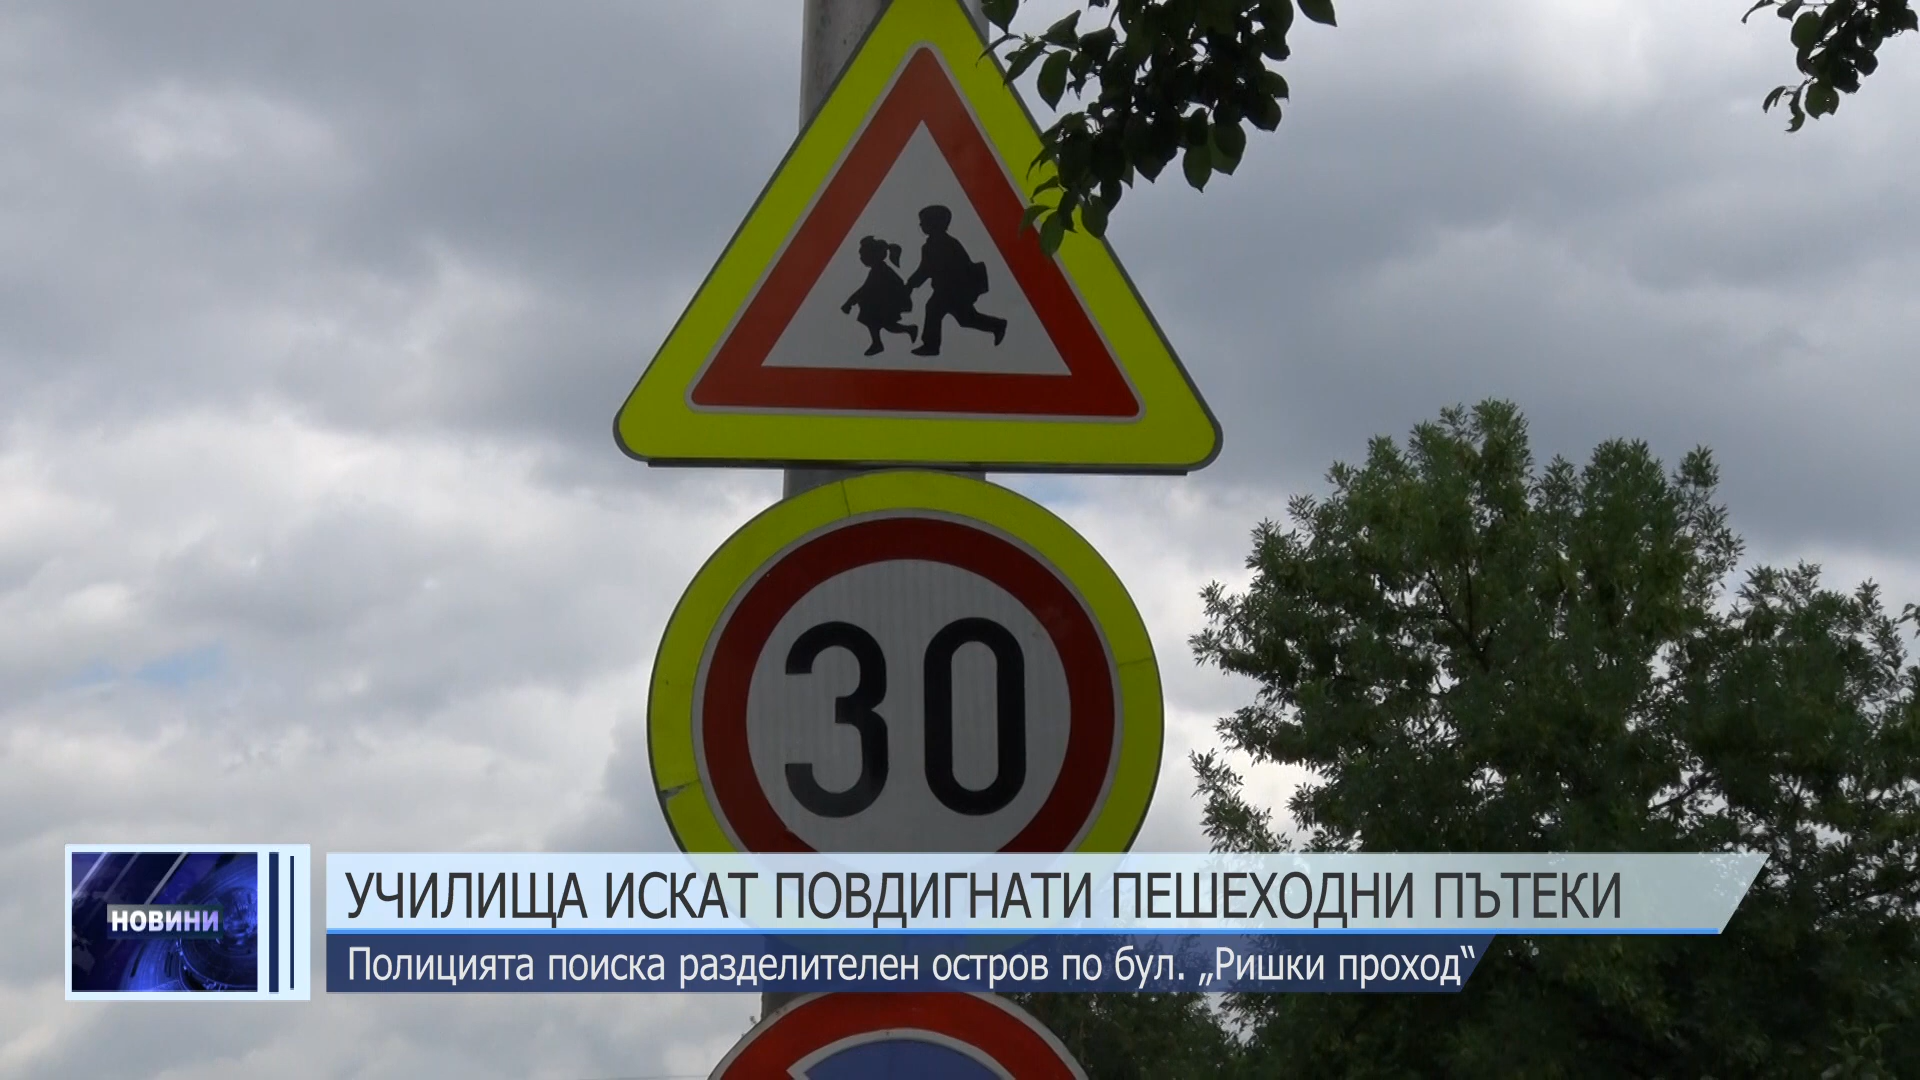 30
НОВИНИ
УЧИЛИЩА ИСКАТ ПОВДИГНАТИ ПЕШЕХОДНИ ПЪТЕКИ
Полицията поиска разделителен остров по бул. „Ришки проход“